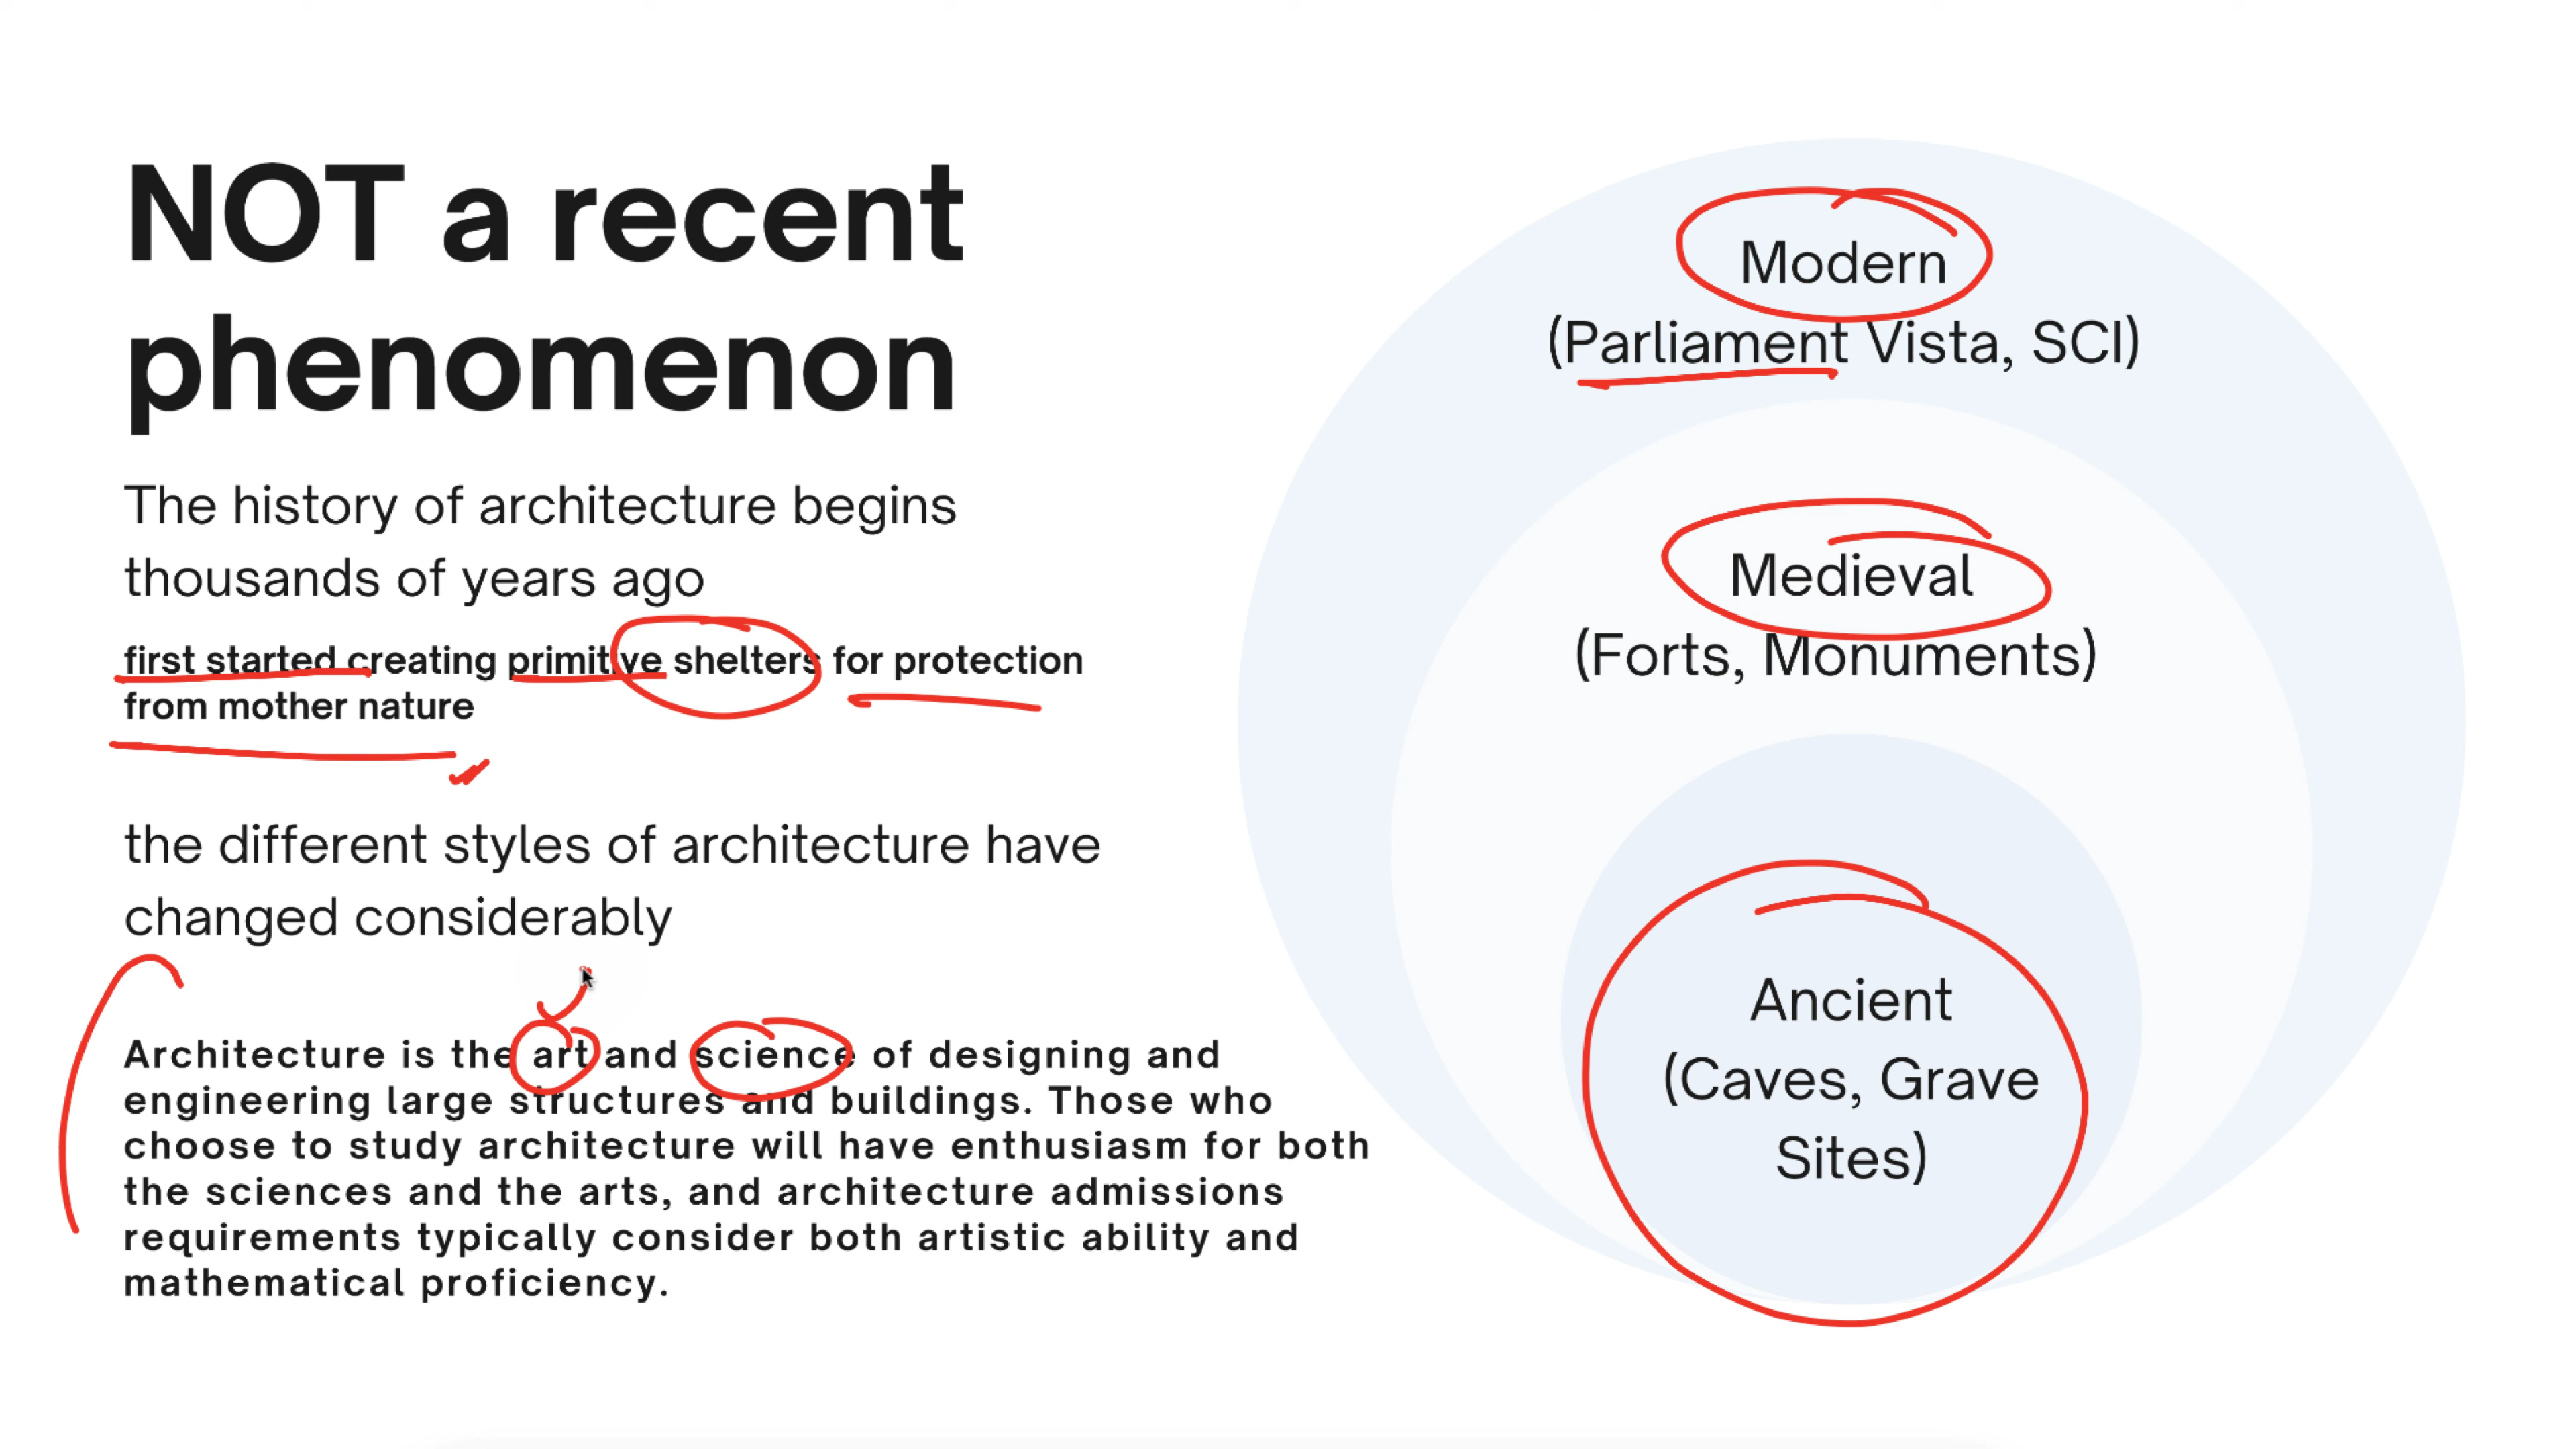 NOT a recent
phenomenon
The history of architecture begins
thousands of years ago
first started creating primitive shelters for protection
from mother nature
the different styles of architecture have
changed considerably
Architecture is the art and science of designing and
engineering large structures and buildings. Those who
choose to study architecture will have enthusiasm for both
the sciences and the arts, and architecture admissions
requirements typically consider both artistic ability and
mathematical proficiency.
Modern
(Parliament Vista, SCI)
Medieval
(Forts, Monuments)
Ancient
(Caves, Grave
Sites)